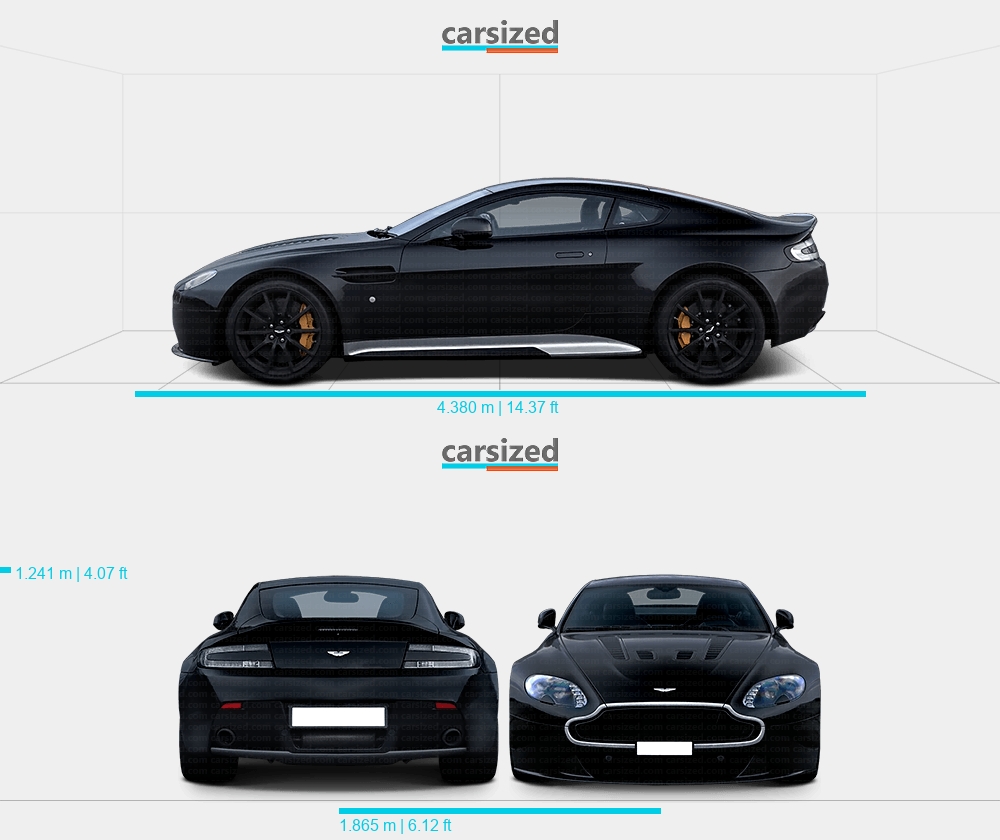 carsized
4.380 m | 14.37 ft
carsized
1.241 m | 4.07 ft
1.865 m | 6.12 ft